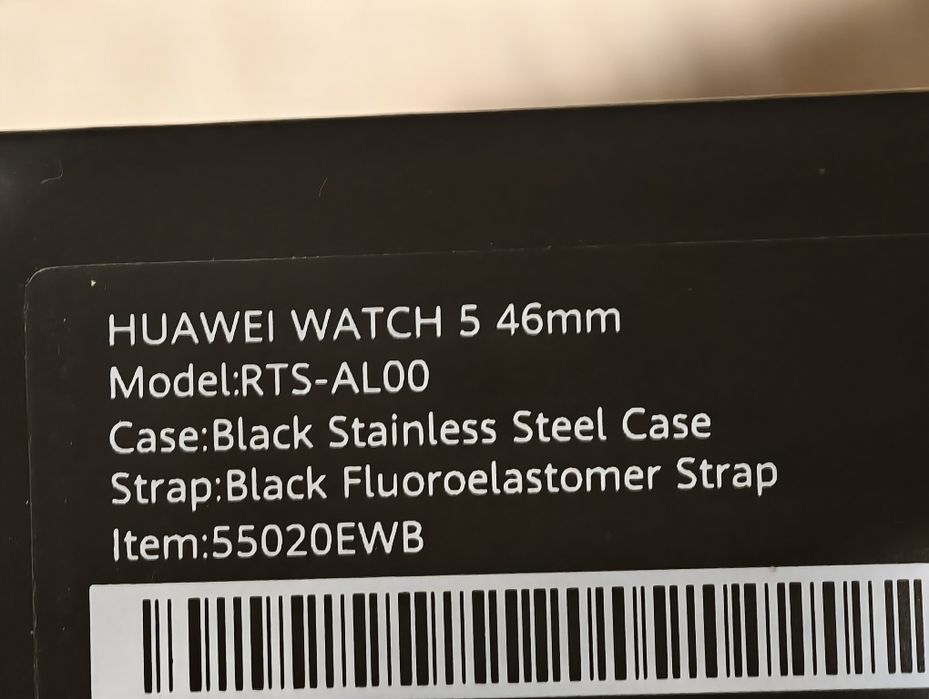 HUAWEI WATCH 5 46mm
Model:RTS-AL00
Case:Black Stainless Steel Case
Strap:Black Fluoroelastomer Strap
Item:55020EWB